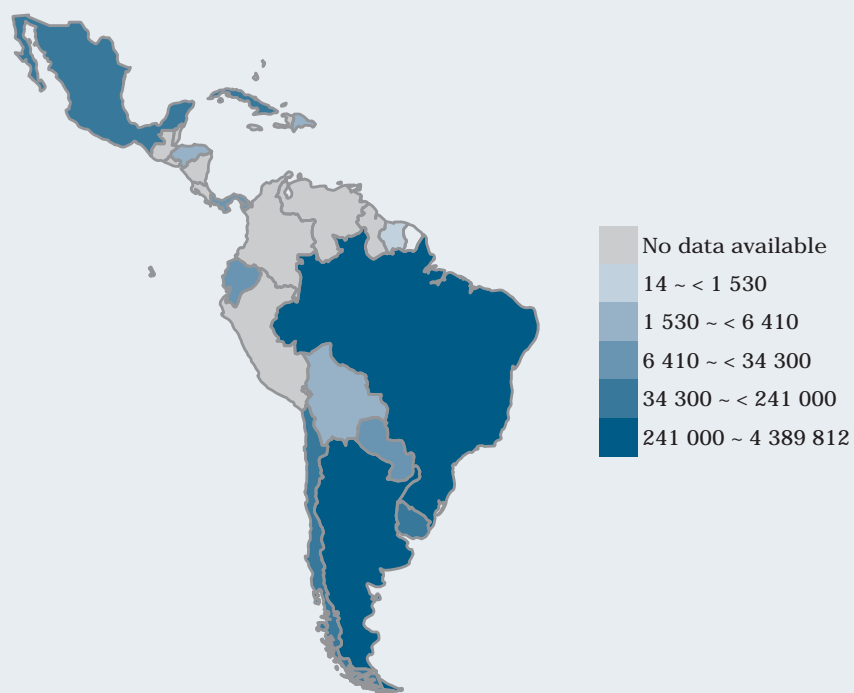 No data available
14 ~ < 1 530
1 530 ~ < 6 410
6 410 ~ < 34 300
34 300 ~ < 241 000
241 000 ~ 4 389 812